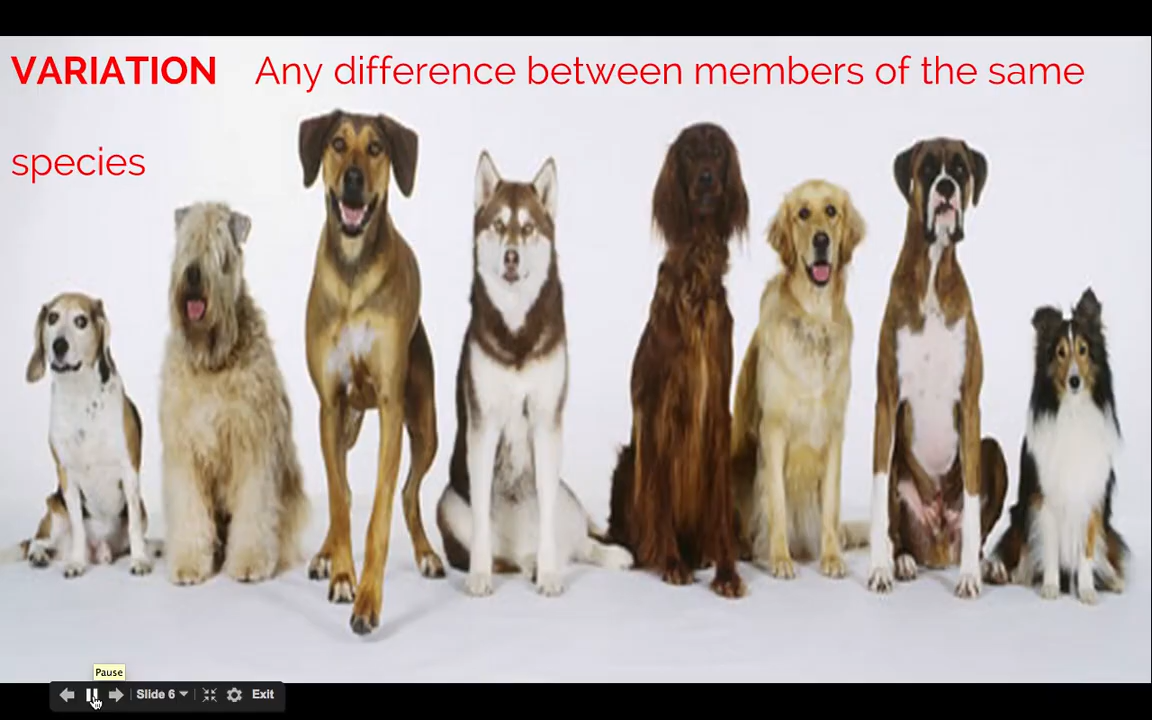 VARIATION Any difference between members of the same
species
Pause
Slide 6
Exit